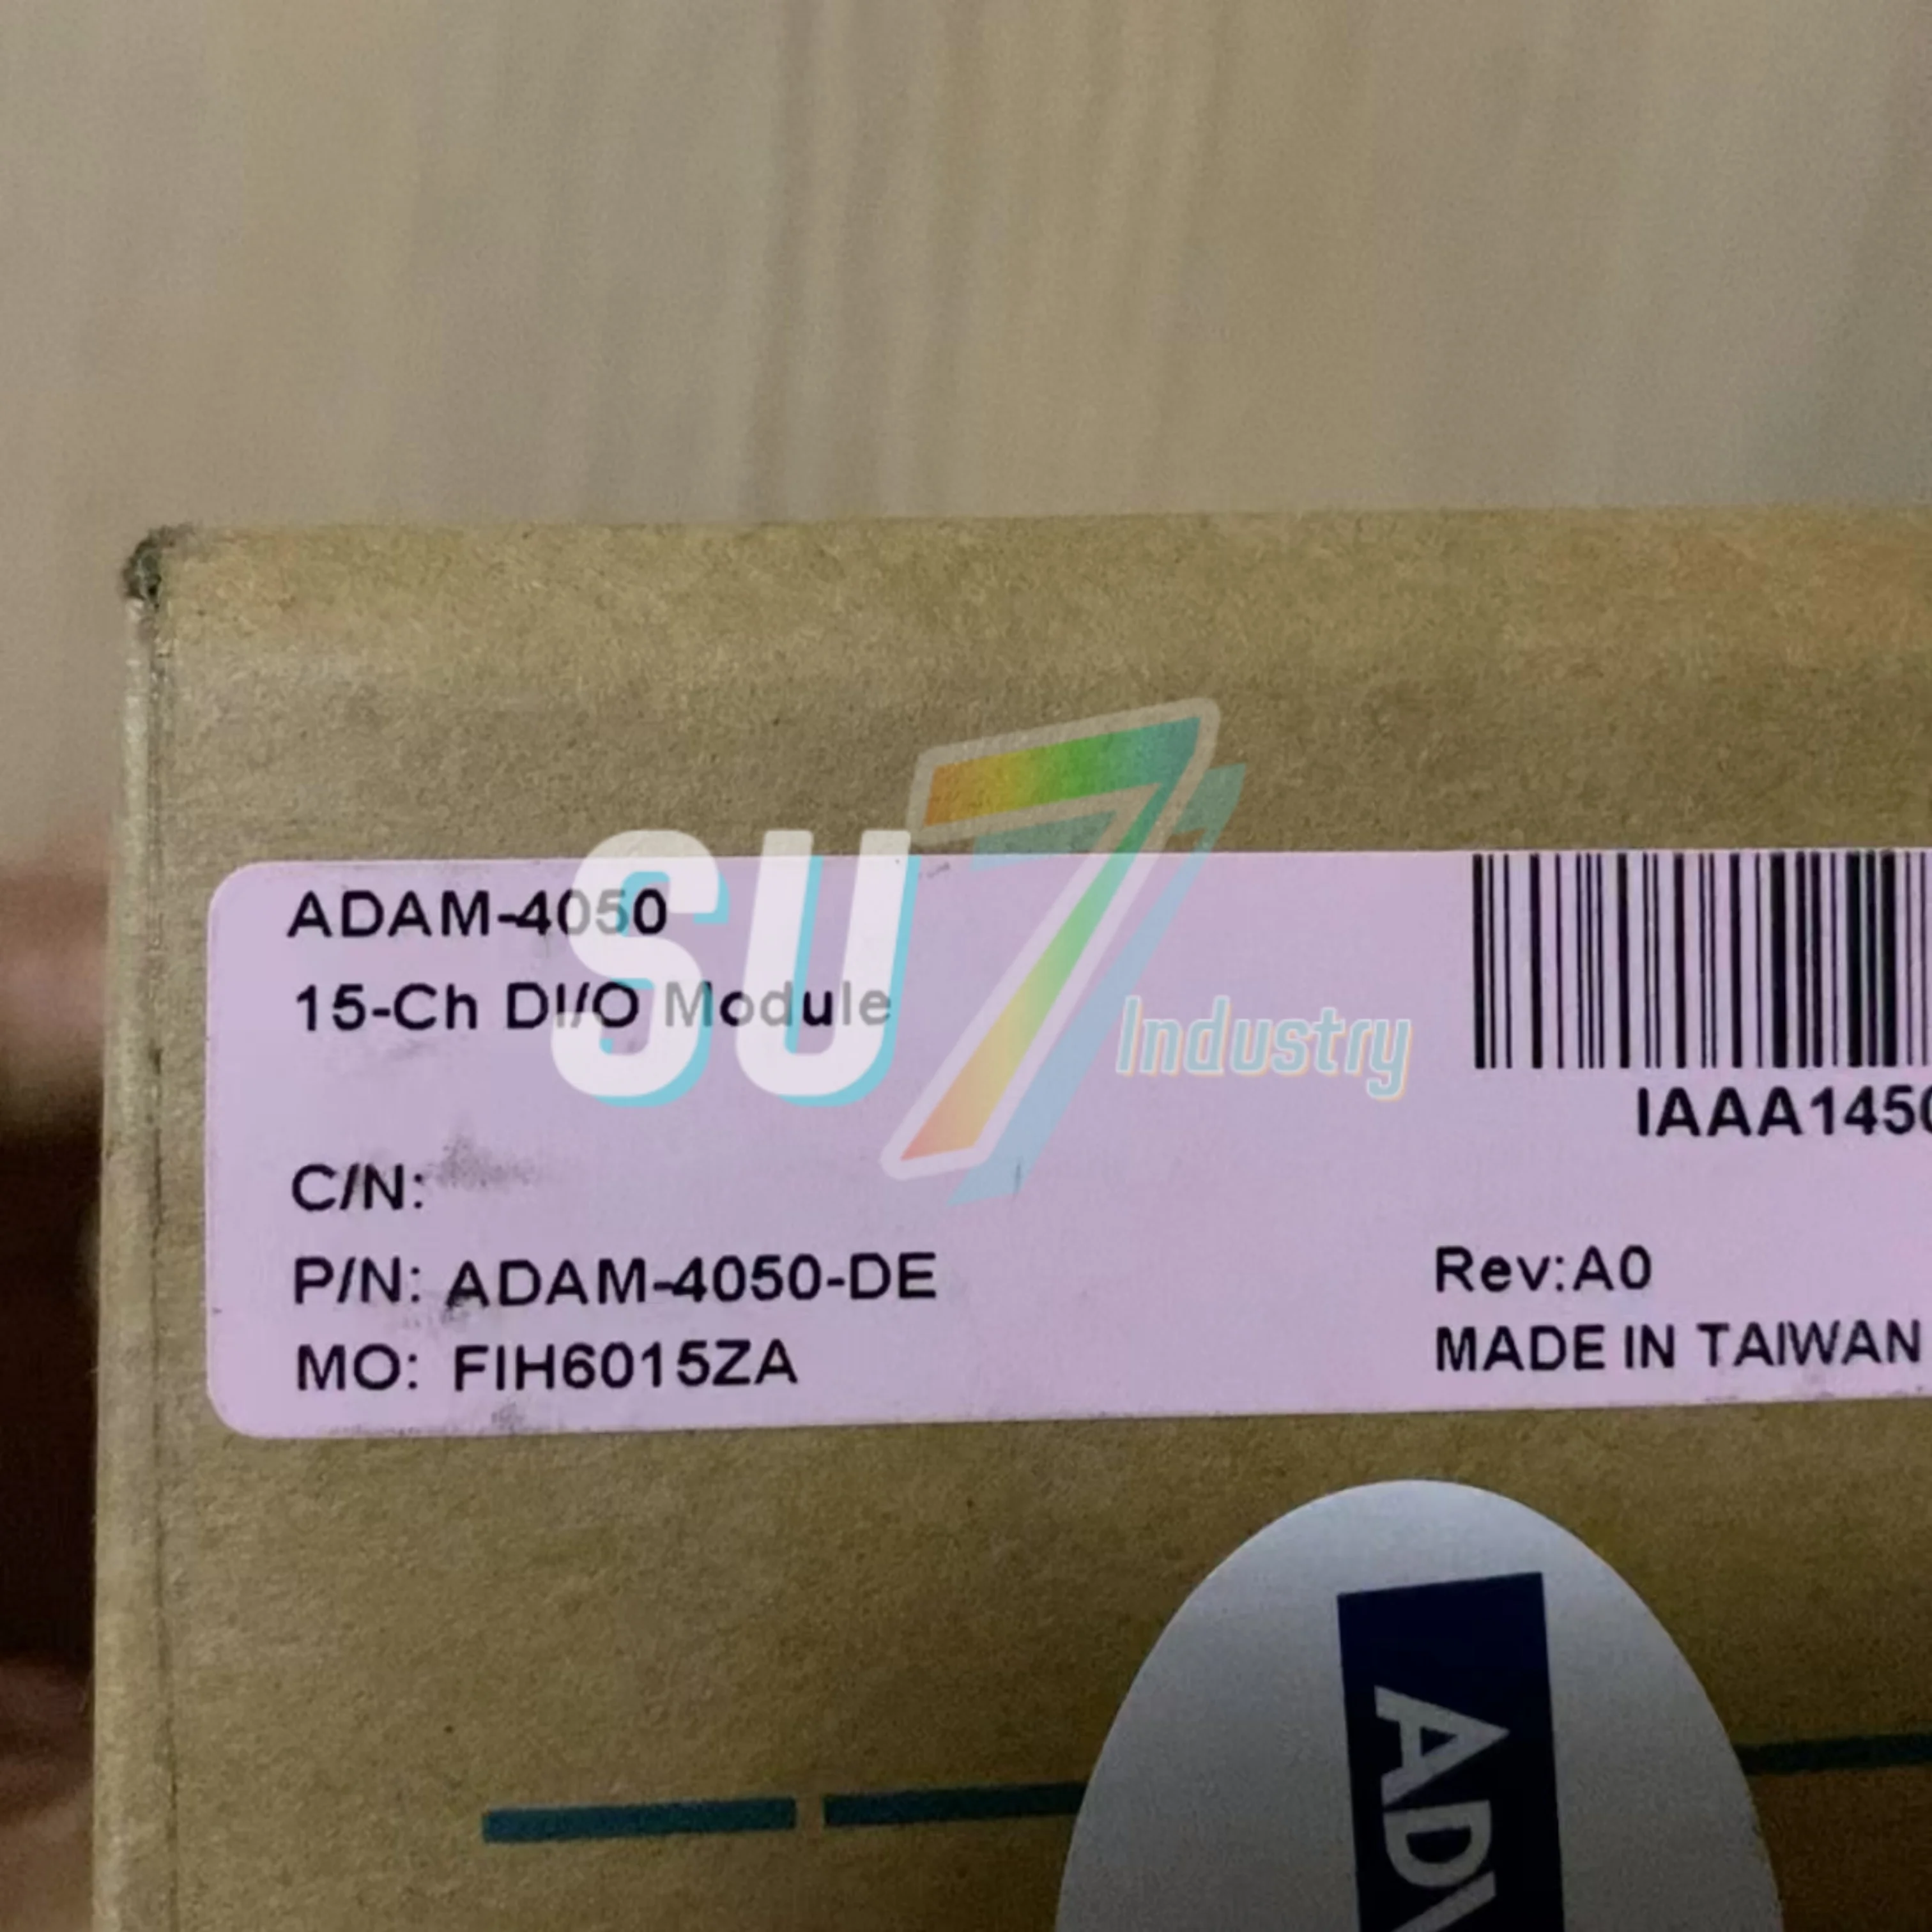 ADAM-4050
15-Ch DI/O Module
SU7 Industry
IAAA1450
C/N:
P/N: ADAM-4050-DE
Rev:A0
MO: FIH6015ZA
MADE IN TAIWAN
ADV